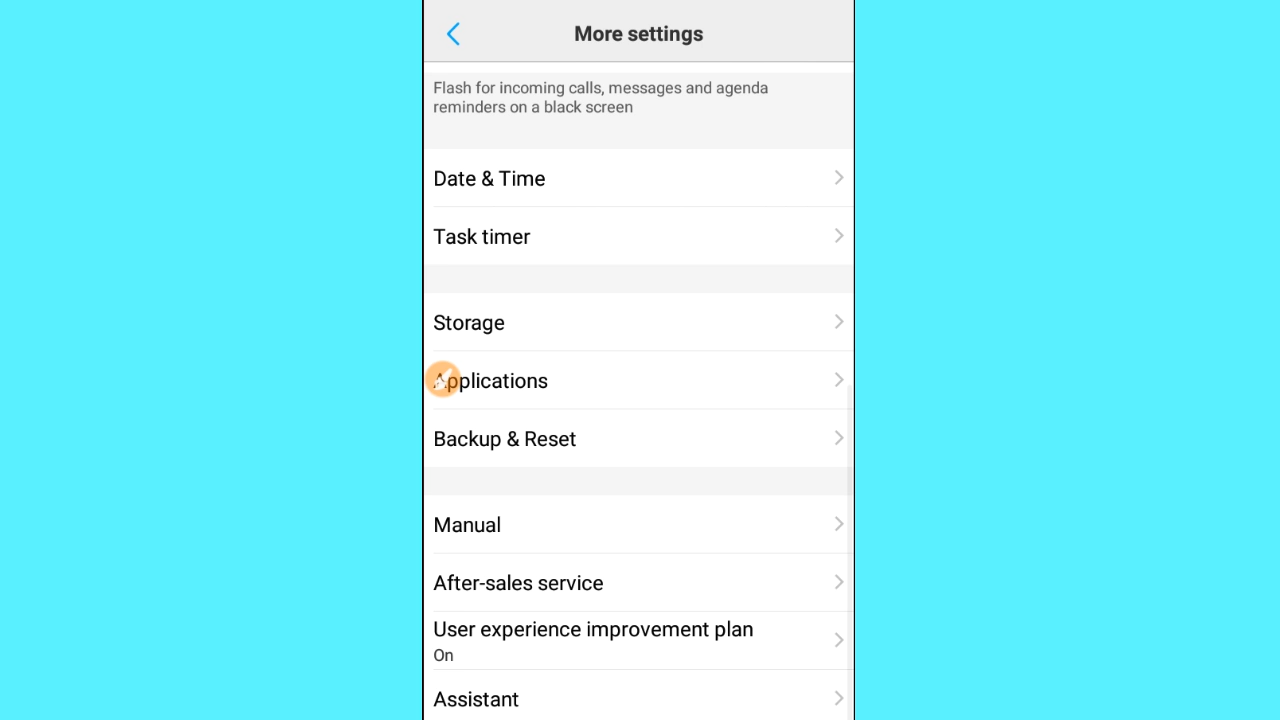 More settings
Flash for incoming calls, messages and agenda
reminders on a black screen
Date & Time
Task timer
Storage
Applications
Backup & Reset
Manual
After-sales service
User experience improvement plan
On
Assistant